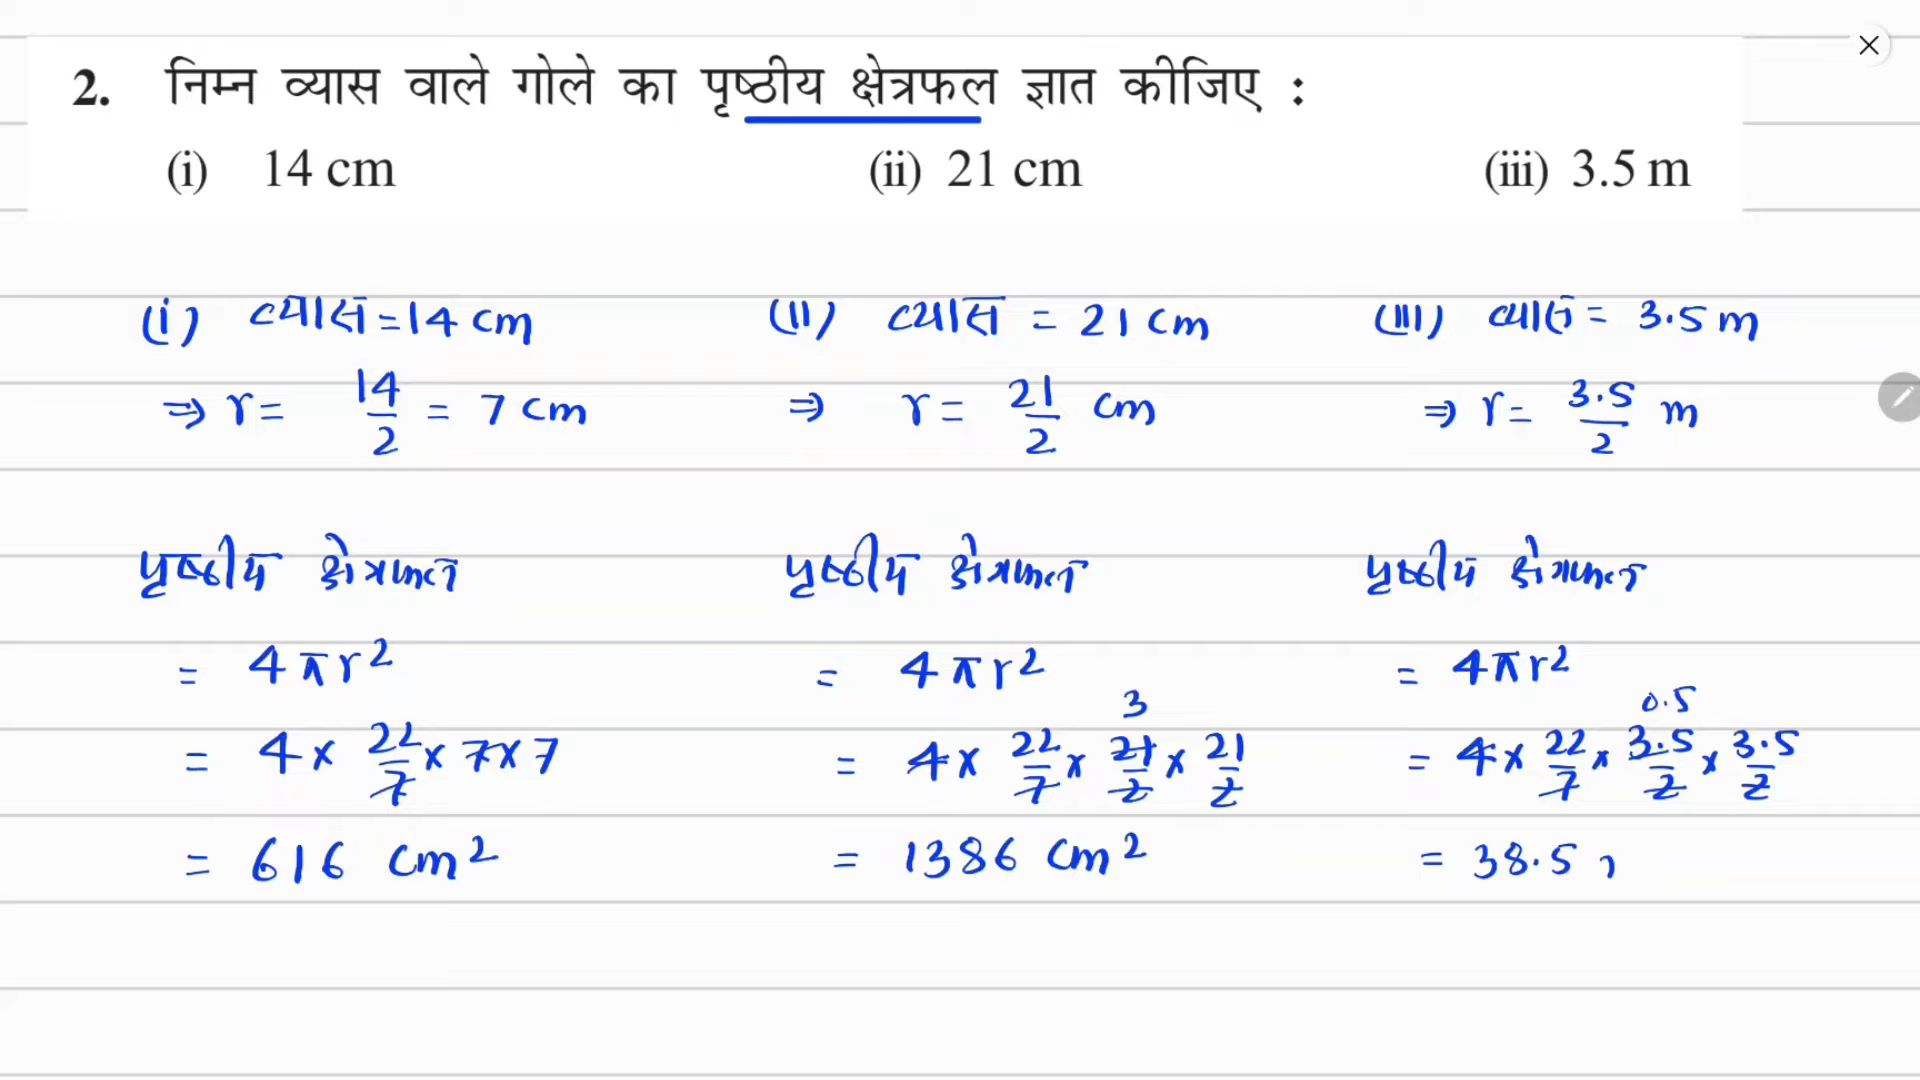 2. निम्न व्यास वाले गोले का पृष्ठीय क्षेत्रफल ज्ञात कीजिए :
(i) 14 cm (ii) 21 cm (iii) 3.5 m
(i) व्यास = 14 cm (ii) व्यास = 21 cm (iii) व्यास = 3.5 m
⇒ r = 14/2 = 7 cm ⇒ r = 21/2 cm ⇒ r = 3.5/2 m
पृष्ठीय क्षेत्रफल पृष्ठीय क्षेत्रफल पृष्ठीय क्षेत्रफल
= 4πr² = 4πr² = 4πr²
3 0.5
= 4 × 22/7 × 7 × 7 = 4 × 22/7 × 21/2 × 21/2 = 4 × 22/7 × 3.5/2 × 3.5/2
= 616 cm² = 1386 cm² = 38.5